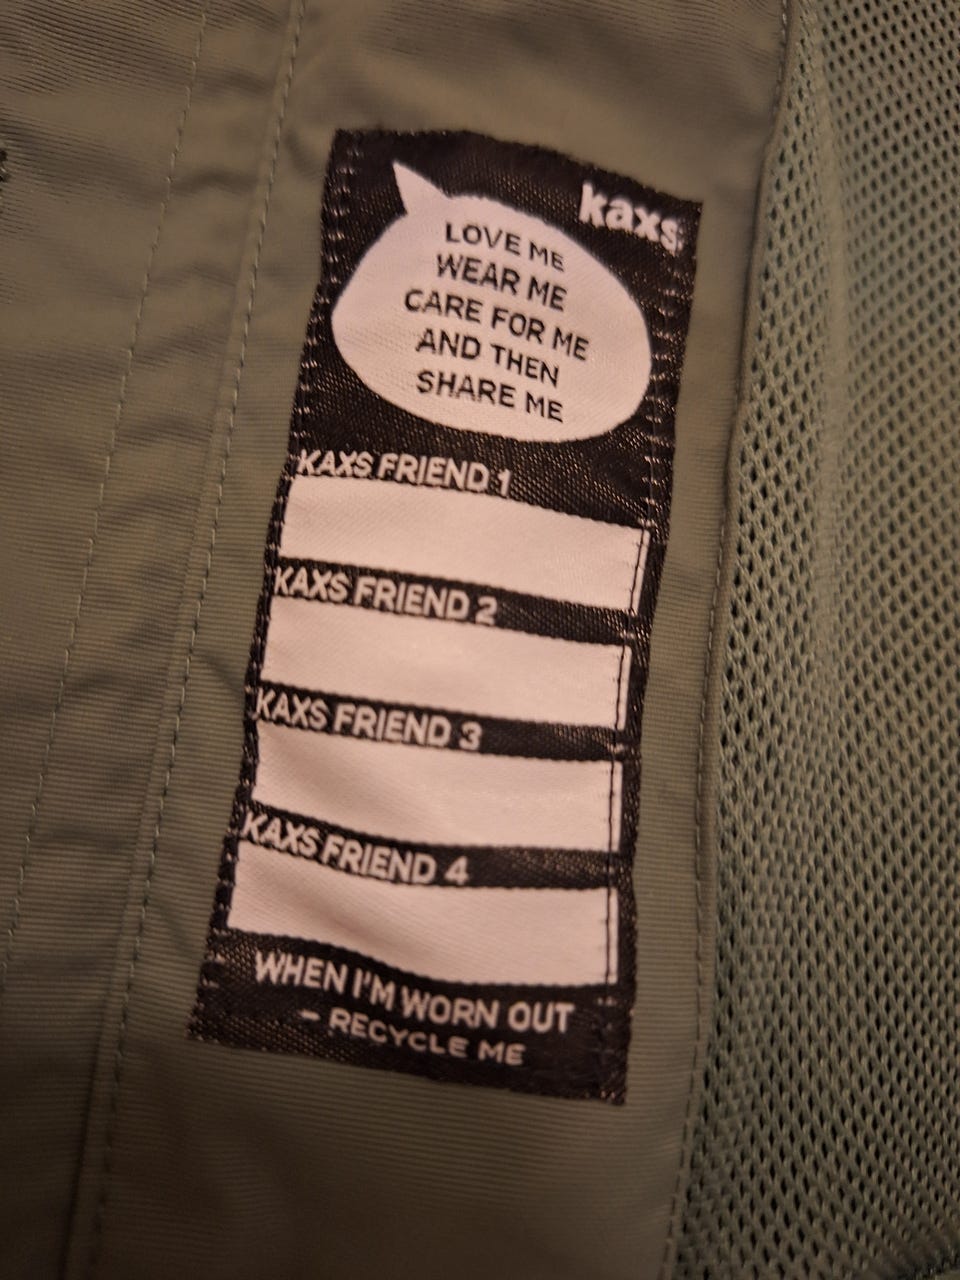 kaxs
LOVE ME
WEAR ME
CARE FOR ME
AND THEN
SHARE ME
KAXS FRIEND 1
KAXS FRIEND 2
KAXS FRIEND 3
KAXS FRIEND 4
WHEN I'M WORN OUT
- RECYCLE ME